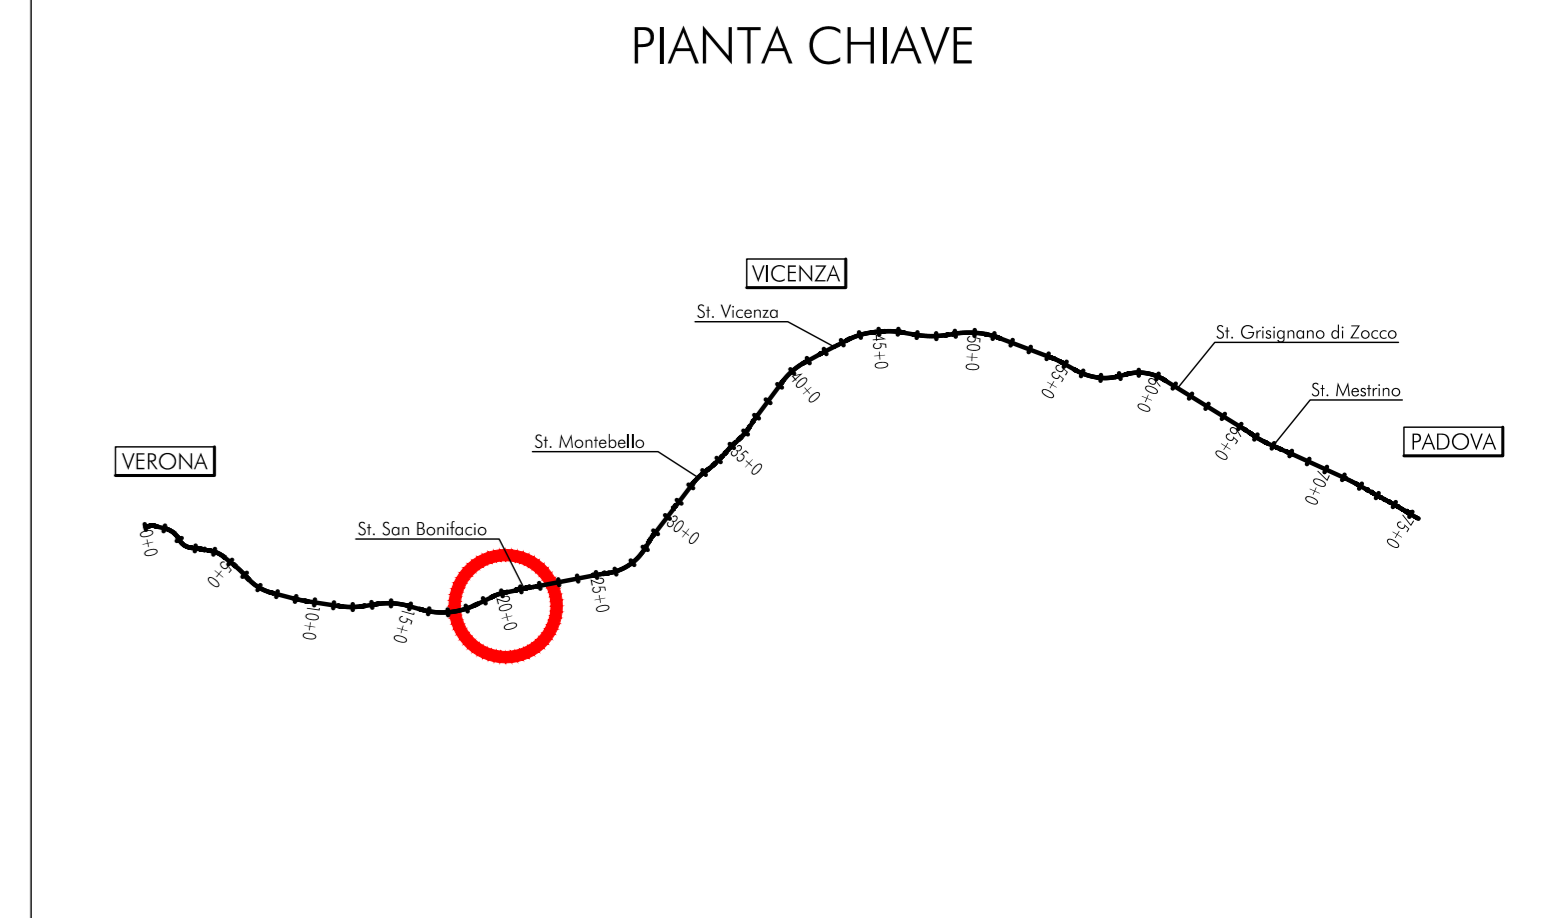 PIANTA CHIAVE
VICENZA
St. Vicenza
St. Grisignano di Zocco
St. Mestrino
PADOVA
St. Montebello
VERONA
St. San Bonifacio
0+0
5+0
10+0
15+0
20+0
25+0
30+0
35+0
40+0
45+0
50+0
55+0
60+0
65+0
70+0
75+0